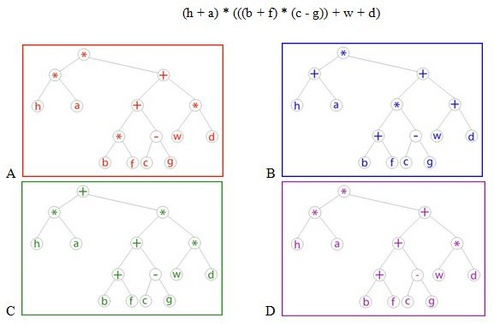 (h + a) * (((b + f) * (c - g)) + w + d)
*
* +
h a + *
* - w d
b f c g
A
*
+ +
h a * +
+ - w d
b f c g
B
+
* *
h a + *
+ - w d
b f c g
C
*
* +
h a + *
+ - w d
b f c g
D